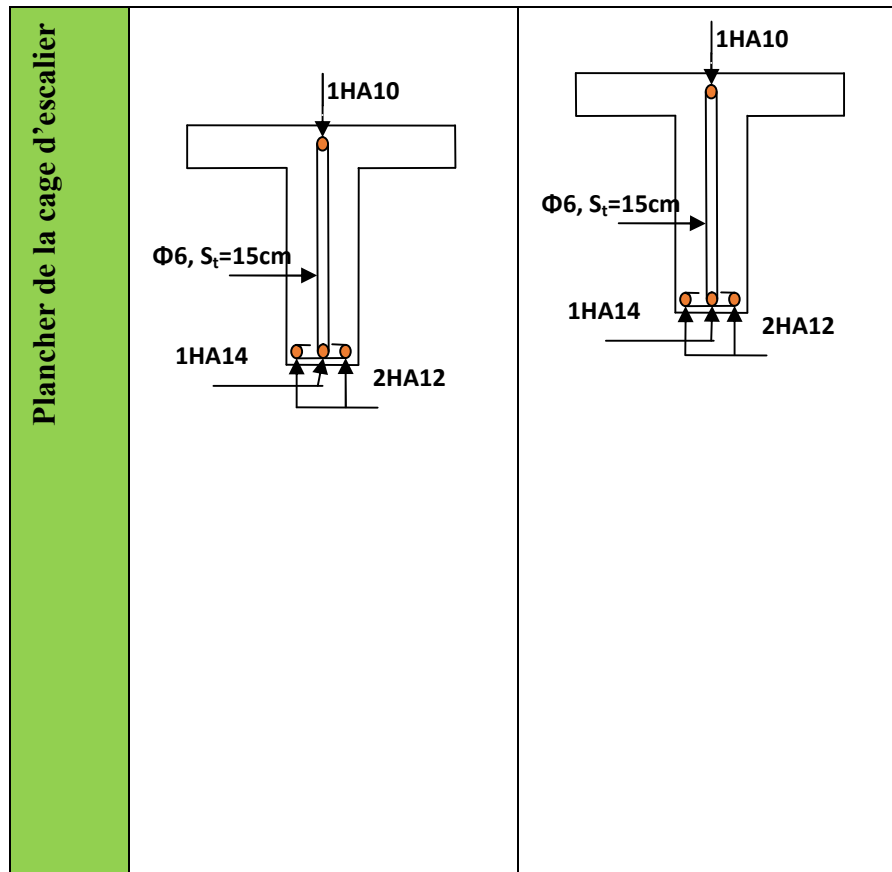 Plancher de la cage d'escalier
1HA10
Φ6, St=15cm
1HA14
2HA12
1HA10
Φ6, St=15cm
1HA14
2HA12